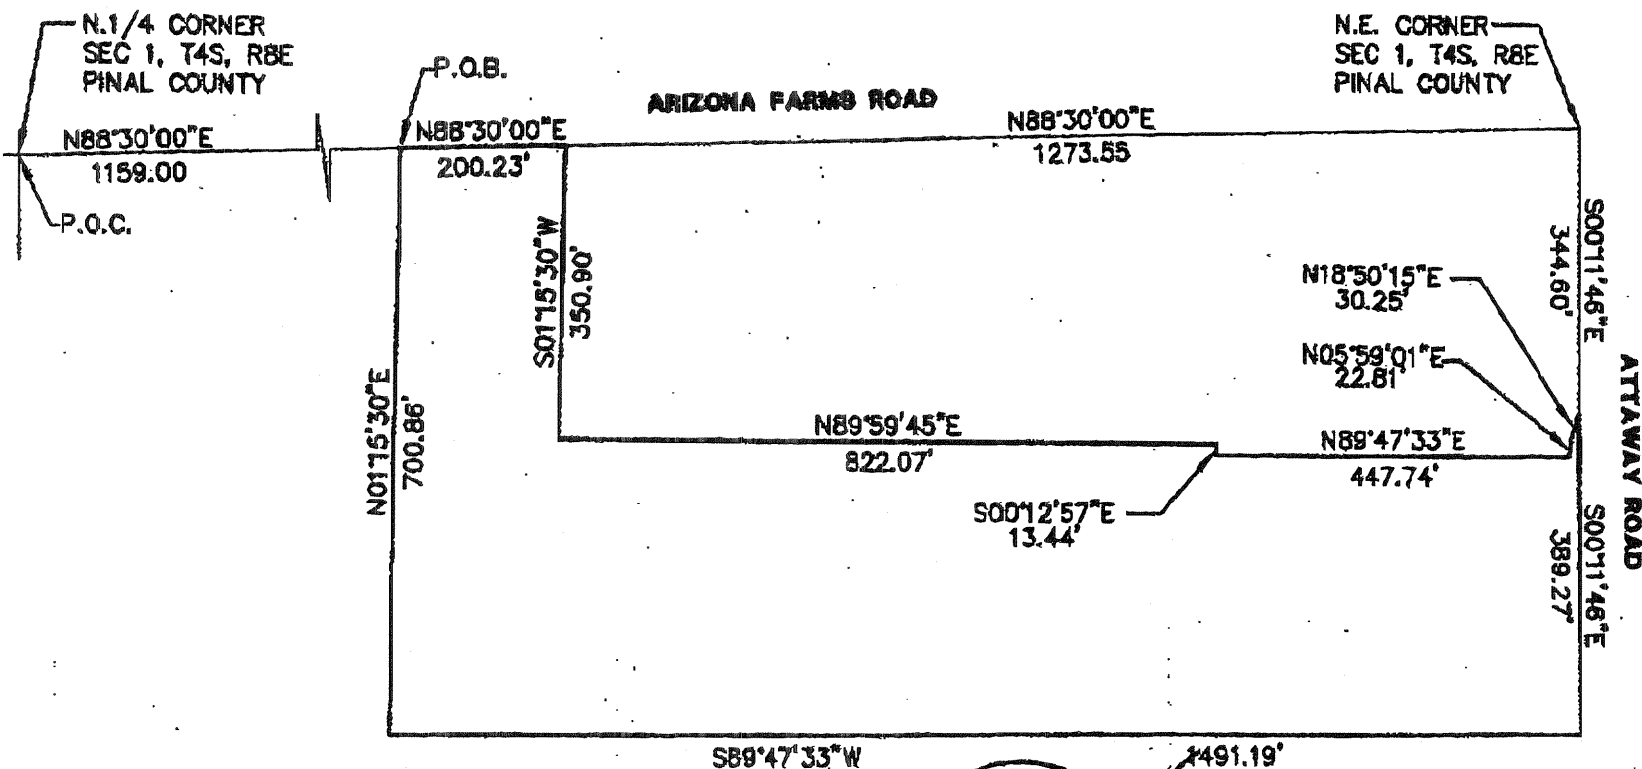 N.1/4 CORNER
SEC 1, T4S, R8E
PINAL COUNTY
N.E. CORNER
SEC 1, T4S, R8E
PINAL COUNTY
P.O.B.
ARIZONA FARMS ROAD
N88°30'00"E
1159.00
N88°30'00"E
200.23'
N88°30'00"E
1273.55
P.O.C.
S01°15'30"W
350.90'
S00°11'46"E
344.60'
N18°50'15"E
30.25'
N05°59'01"E
22.81'
ATTAWAY ROAD
N01°15'30"E
700.86'
N89°59'45"E
822.07'
N89°47'33"E
447.74'
S00°12'57"E
13.44'
S00°11'46"E
389.27'
S89°47'33"W
1491.19'